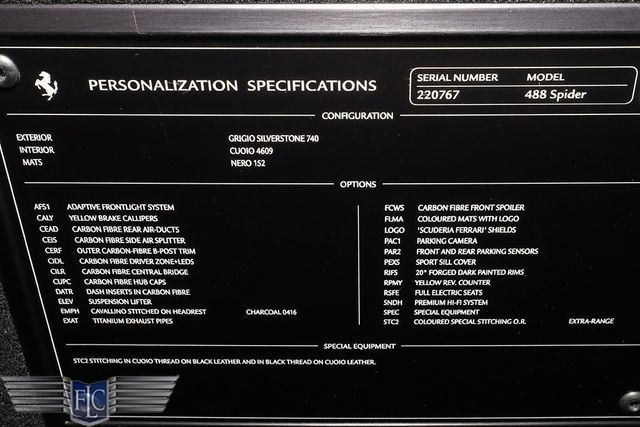 PERSONALIZATION SPECIFICATIONS
SERIAL NUMBER MODEL
220767 488 Spider
CONFIGURATION
EXTERIOR GRIGIO SILVERSTONE 740
INTERIOR CUOIO 4609
MATS NERO 152
OPTIONS
AFS1 ADAPTIVE FRONTLIGHT SYSTEM
CALY YELLOW BRAKE CALLIPERS
CEAD CARBON FIBRE REAR AIR-DUCTS
CEIS CARBON FIBRE SIDE AIR SPLITTER
CERF OUTER CARBON-FIBRE B-POST TRIM
CIDL CARBON FIBRE DRIVER ZONE+LEDS
CILR CARBON FIBRE CENTRAL BRIDGE
CUPC CARBON FIBRE HUB CAPS
DATR DASH INSERTS IN CARBON FIBRE
ELEV SUSPENSION LIFTER
EMPH CAVALLINO STITCHED ON HEADREST CHARCOAL 0416
EXAT TITANIUM EXHAUST PIPES
FCWS CARBON FIBRE FRONT SPOILER
FLMA COLOURED MATS WITH LOGO
LOGO 'SCUDERIA FERRARI' SHIELDS
PAC1 PARKING CAMERA
PAR2 FRONT AND REAR PARKING SENSORS
PEXS SPORT SILL COVER
RIFS 20" FORGED DARK PAINTED RIMS
RPMY YELLOW REV. COUNTER
RSFE FULL ELECTRIC SEATS
SNDH PREMIUM HI-FI SYSTEM
SPEC SPECIAL EQUIPMENT
STC2 COLOURED SPECIAL STITCHING O.R. EXTRA-RANGE
SPECIAL EQUIPMENT
STC2 STITCHING IN CUOIO THREAD ON BLACK LEATHER AND IN BLACK THREAD ON CUOIO LEATHER.
FLC